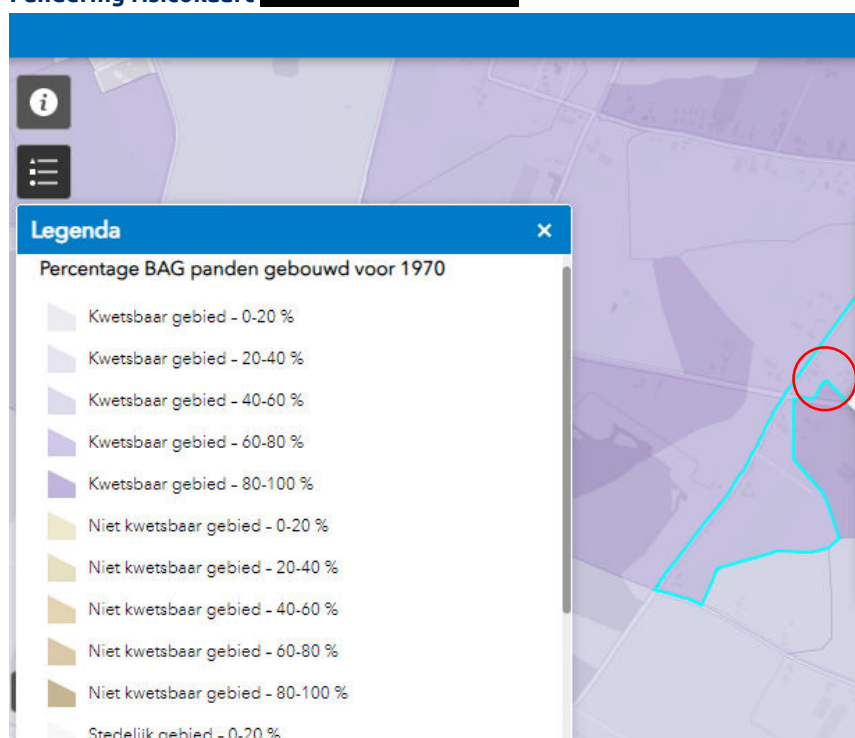 Legenda
Percentage BAG panden gebouwd voor 1970
Kwetsbaar gebied - 0-20 %
Kwetsbaar gebied - 20-40 %
Kwetsbaar gebied - 40-60 %
Kwetsbaar gebied - 60-80 %
Kwetsbaar gebied - 80-100 %
Niet kwetsbaar gebied - 0-20 %
Niet kwetsbaar gebied - 20-40 %
Niet kwetsbaar gebied - 40-60 %
Niet kwetsbaar gebied - 60-80 %
Niet kwetsbaar gebied - 80-100 %
Stedelijk gebied - 0-20 %